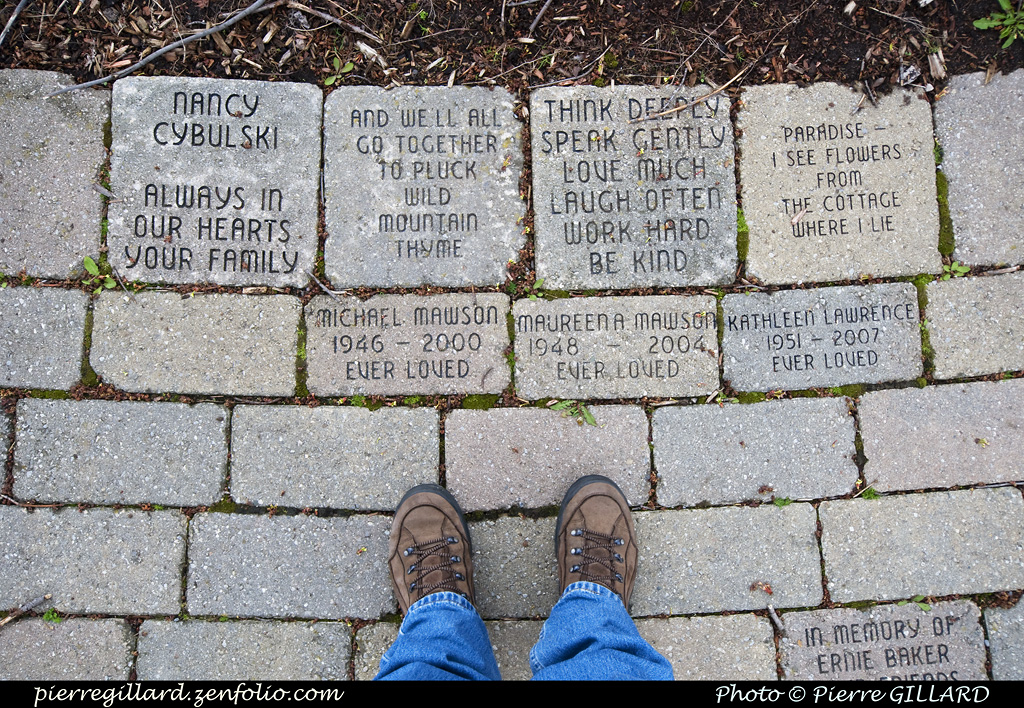 NANCY
CYBULSKI
ALWAYS IN
OUR HEARTS
YOUR FAMILY
AND WE'LL ALL
GO TOGETHER
TO PLUCK
WILD
MOUNTAIN
THYME
THINK DEEPLY
SPEAK GENTLY
LOVE MUCH
LAUGH OFTEN
WORK HARD
BE KIND
PARADISE –
I SEE FLOWERS
FROM
THE COTTAGE
WHERE I LIE
MICHAEL MAWSON
1946 – 2000
EVER LOVED
MAUREEN A. MAWSON
1948 – 2004
EVER LOVED
KATHLEEN LAWRENCE
1951 – 2007
EVER LOVED
IN MEMORY OF
ERNIE BAKER
pierregillard.zenfolio.com
Photo © Pierre GILLARD